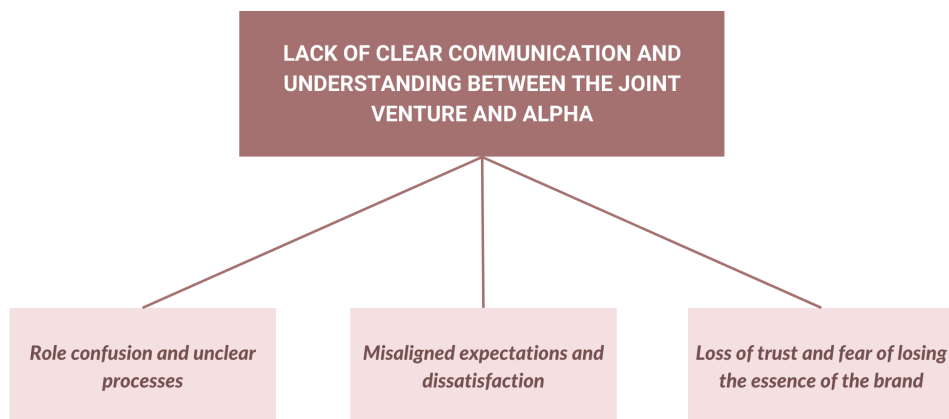 LACK OF CLEAR COMMUNICATION AND
UNDERSTANDING BETWEEN THE JOINT
VENTURE AND ALPHA
Role confusion and unclear
processes
Misaligned expectations and
dissatisfaction
Loss of trust and fear of losing
the essence of the brand